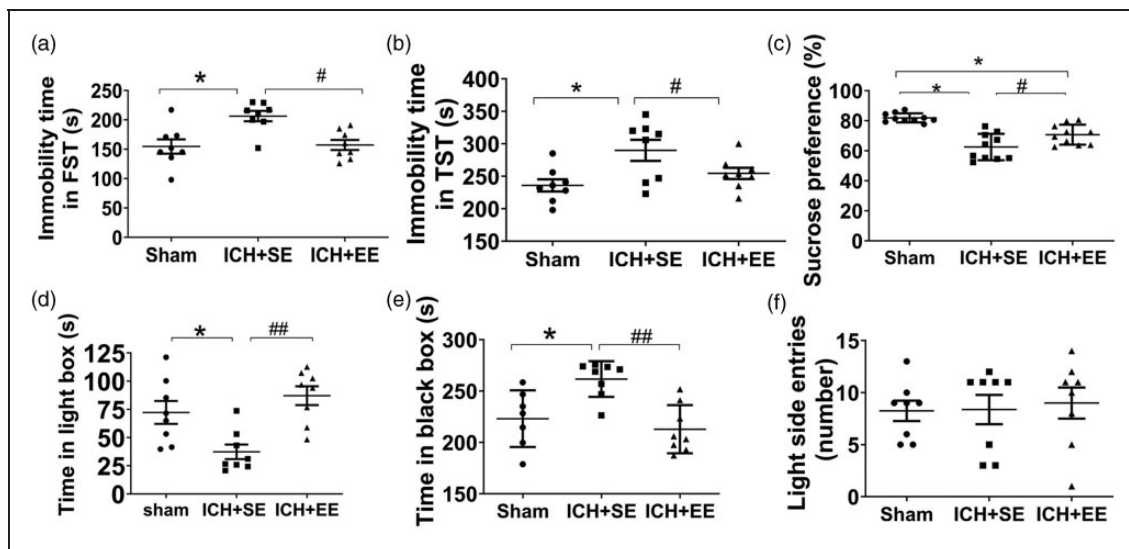 (a)
Immobility time
in FST (s)
250
200
150
100
50
0
*
#
Sham ICH+SE ICH+EE
(b)
Immobility time
in TST (s)
400
350
300
250
200
150
*
#
Sham ICH+SE ICH+EE
(c)
Sucrose preference (%)
100
80
60
40
20
0
*
*
#
Sham ICH+SE ICH+EE
(d)
Time in light box (s)
125
100
75
50
25
0
*
##
sham ICH+SE ICH+EE
(e)
Time in black box (s)
300
250
200
150
*
##
Sham ICH+SE ICH+EE
(f)
Light side entries
(number)
15
10
5
0
Sham ICH+SE ICH+EE